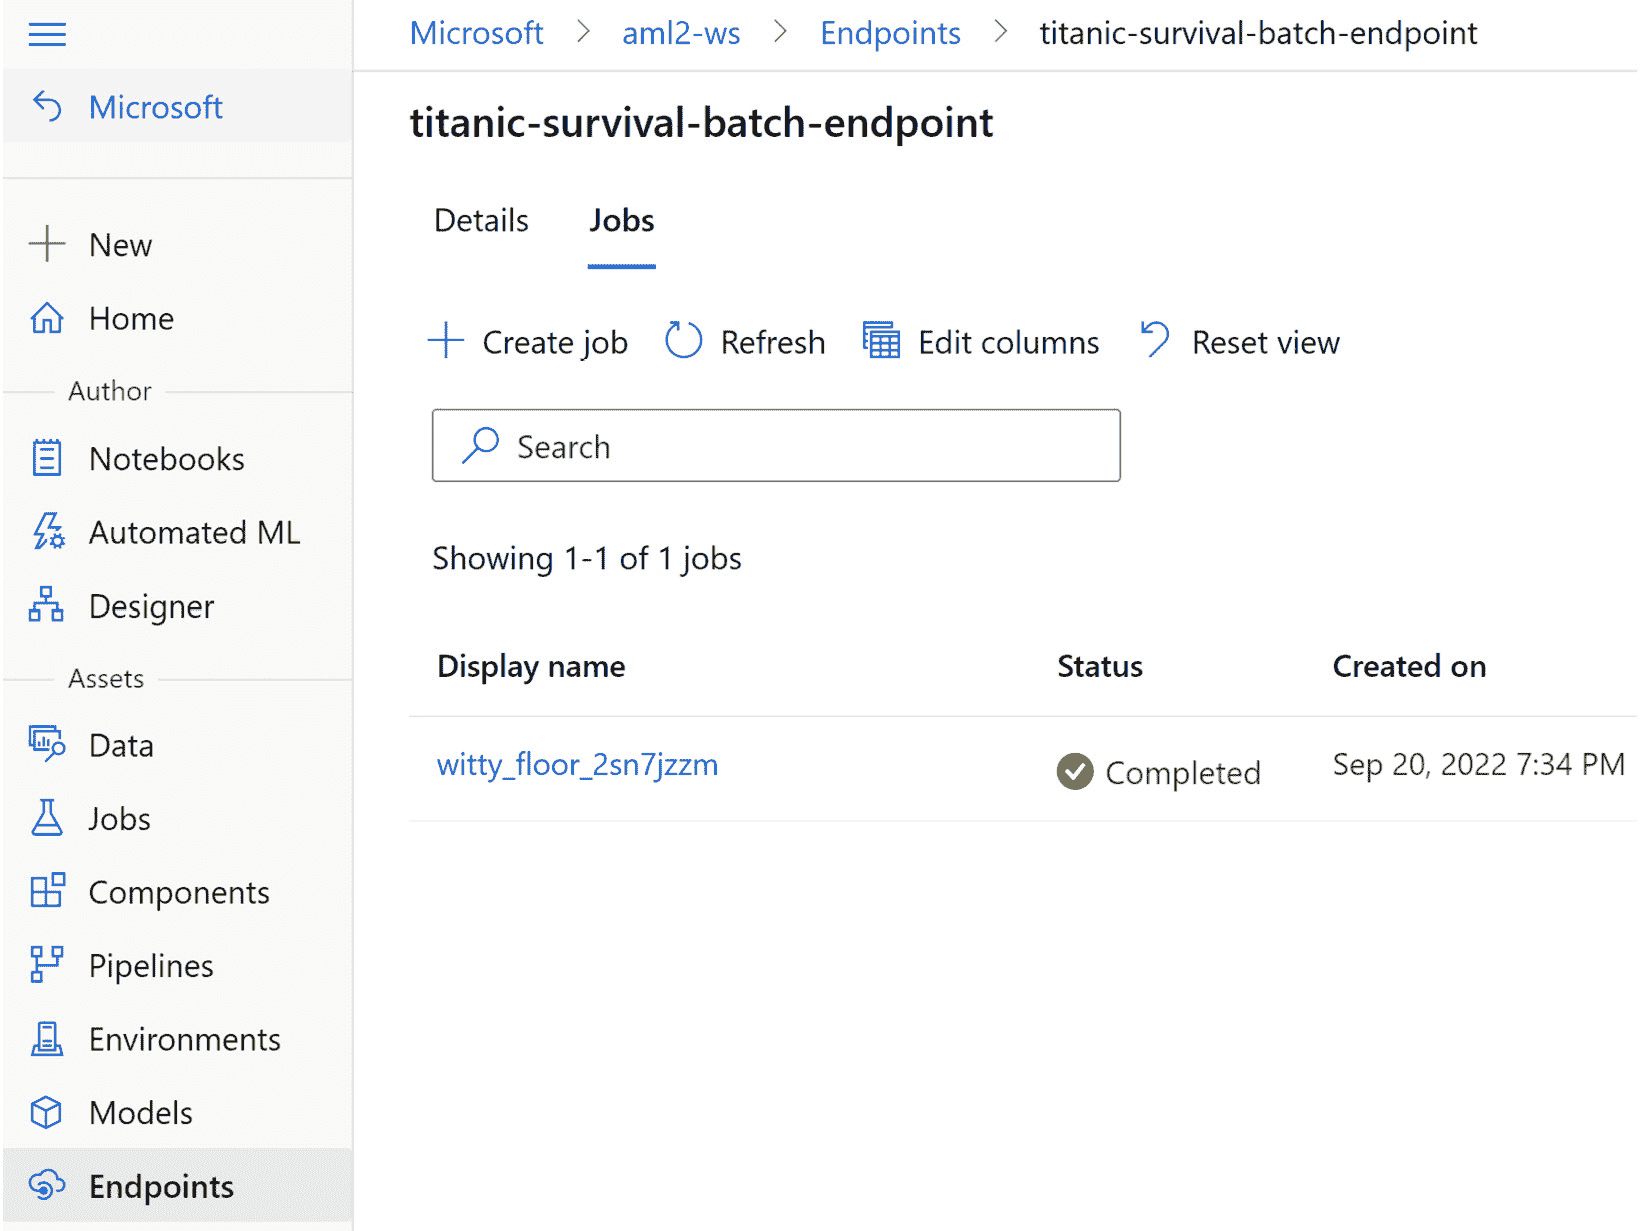 Microsoft > aml2-ws > Endpoints > titanic-survival-batch-endpoint
Microsoft
New
Home
Author
Notebooks
Automated ML
Designer
Assets
Data
Jobs
Components
Pipelines
Environments
Models
Endpoints
titanic-survival-batch-endpoint
Details Jobs
Create job Refresh Edit columns Reset view
Search
Showing 1-1 of 1 jobs
Display name Status Created on
witty_floor_2sn7jzzm Completed Sep 20, 2022 7:34 PM